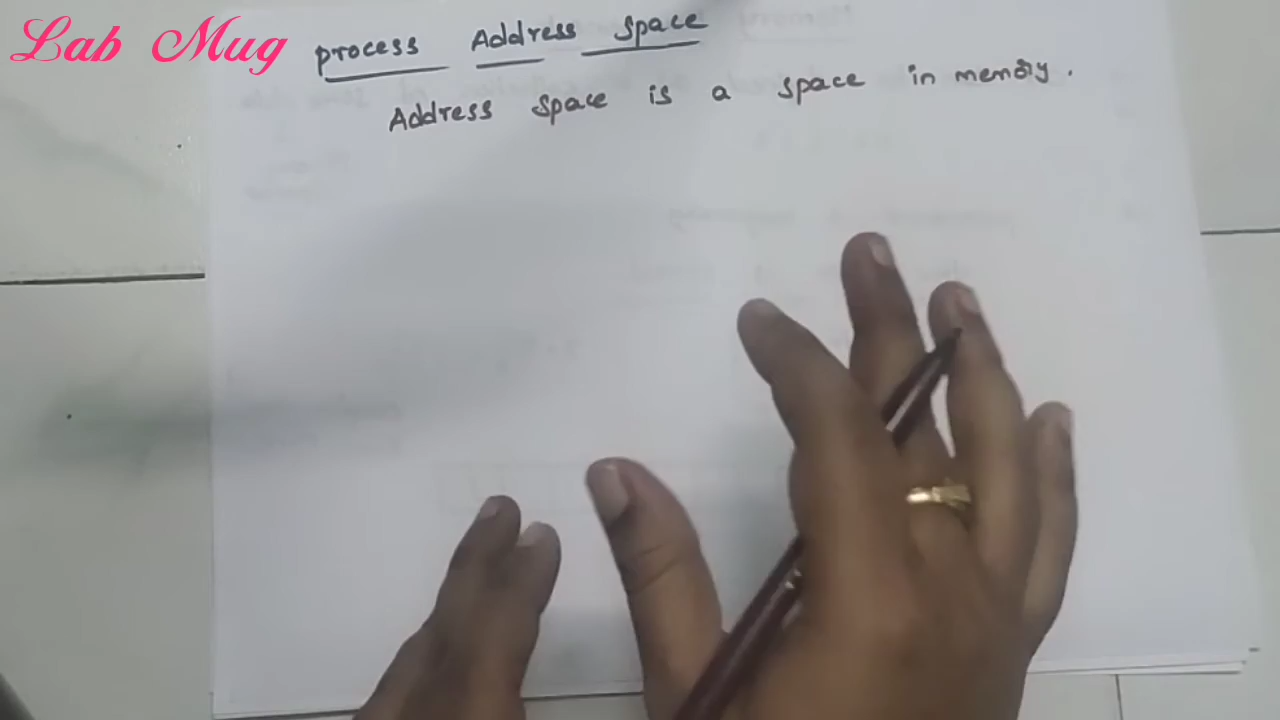 Lab Mug
process Address Space
Address Space is a space in memory.